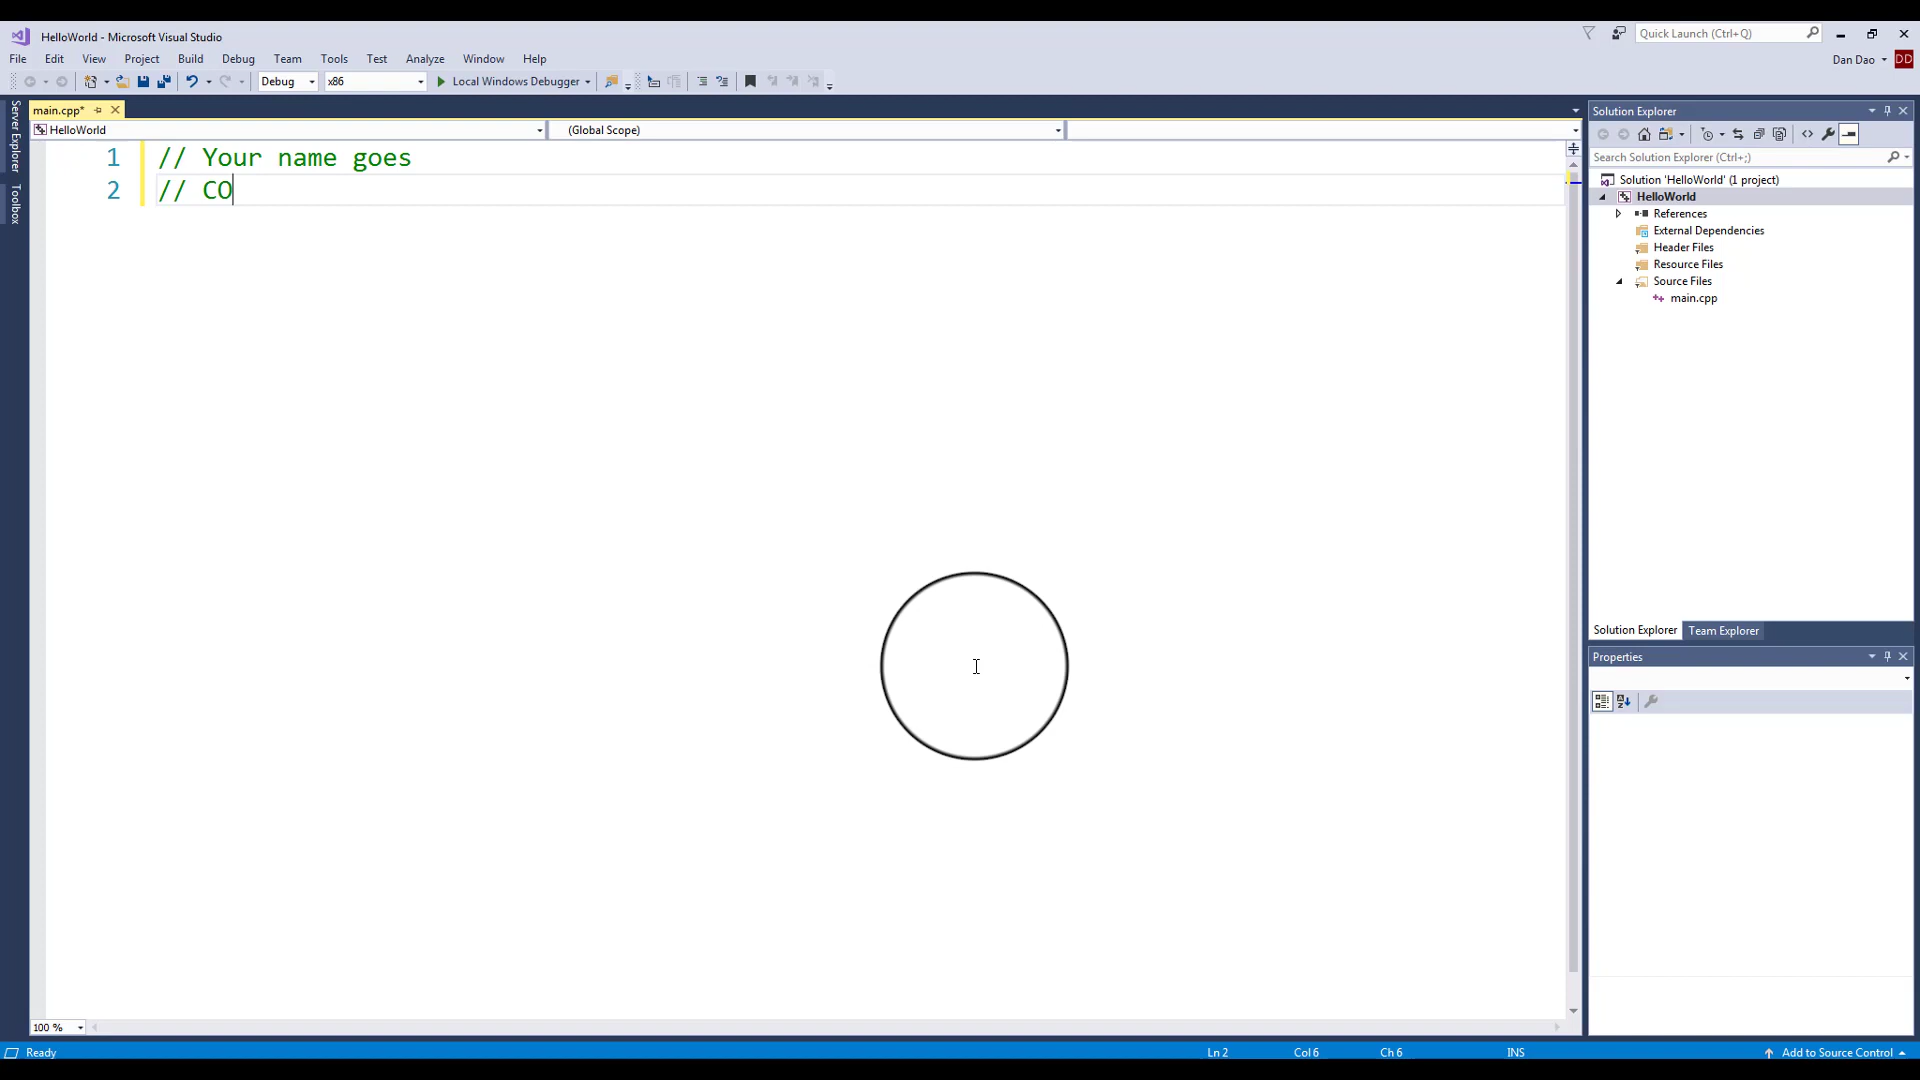 HelloWorld - Microsoft Visual Studio
Quick Launch (Ctrl+Q)
File Edit View Project Build Debug Team Tools Test Analyze Window Help
Dan Dao DD
Debug x86 Local Windows Debugger
Server Explorer
Toolbox
main.cpp*
HelloWorld (Global Scope)
1 // Your name goes
2 // CO
Solution Explorer
Search Solution Explorer (Ctrl+;)
Solution 'HelloWorld' (1 project)
HelloWorld
References
External Dependencies
Header Files
Resource Files
Source Files
main.cpp
Solution Explorer Team Explorer
Properties
100 %
Ready Ln 2 Col 6 Ch 6 INS Add to Source Control